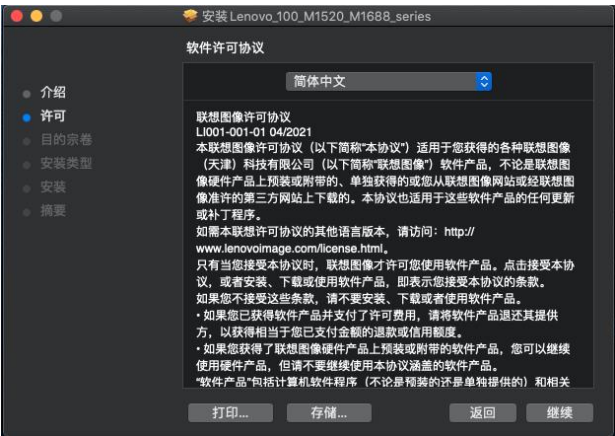 安装 Lenovo_100_M1520_M1688_series
软件许可协议
介绍
许可
目的宗卷
安装类型
安装
摘要
简体中文
联想图像许可协议
LI001-001-01 04/2021
本联想图像许可协议（以下简称“本协议”）适用于您获得的各种联想图像
（天津）科技有限公司（以下简称“联想图像”）软件产品，不论是联想图
像硬件产品上预装或附带的、单独获得的或您从联想图像网站或经联想图
像准许的第三方网站上下载的。本协议也适用于这些软件产品的任何更新
或补丁程序。
如需本联想许可协议的其他语言版本，请访问：http://
www.lenovoimage.com/license.html。
只有当您接受本协议时，联想图像才许可您使用软件产品。点击接受本协
议，或者安装、下载或使用软件产品，即表示您接受本协议的条款。
如果您不接受这些条款，请不要安装、下载或者使用软件产品。
• 如果您已获得软件产品并支付了许可费用，请将软件产品退还其提供
方，以获得相当于您已支付金额的退款或信用额度。
• 如果您获得了联想图像硬件产品上预装或附带的软件产品，您可以继续
使用硬件产品，但请不要继续使用本协议涵盖的软件产品。
“软件产品”包括计算机软件程序（不论是预装的还是单独提供的）和相关
打印...
存储...
返回
继续